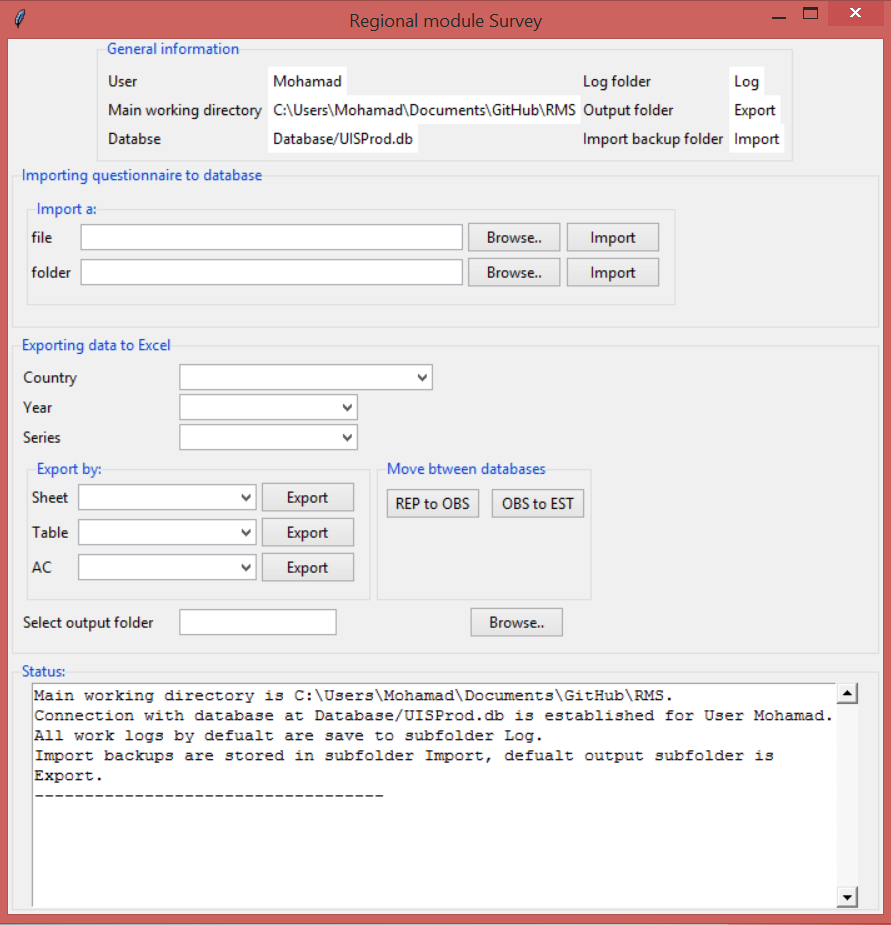 Regional module Survey
General information
User Mohamad Log folder Log
Main working directory C:\Users\Mohamad\Documents\GitHub\RMS Output folder Export
Databse Database/UISProd.db Import backup folder Import
Importing questionnaire to database
Import a:
file Browse.. Import
folder Browse.. Import
Exporting data to Excel
Country
Year
Series
Export by: Move btween databases
Sheet Export REP to OBS OBS to EST
Table Export
AC Export
Select output folder Browse..
Status:
Main working directory is C:\Users\Mohamad\Documents\GitHub\RMS.
Connection with database at Database/UISProd.db is established for User Mohamad.
All work logs by defualt are save to subfolder Log.
Import backups are stored in subfolder Import, defualt output subfolder is
Export.
-----------------------------------